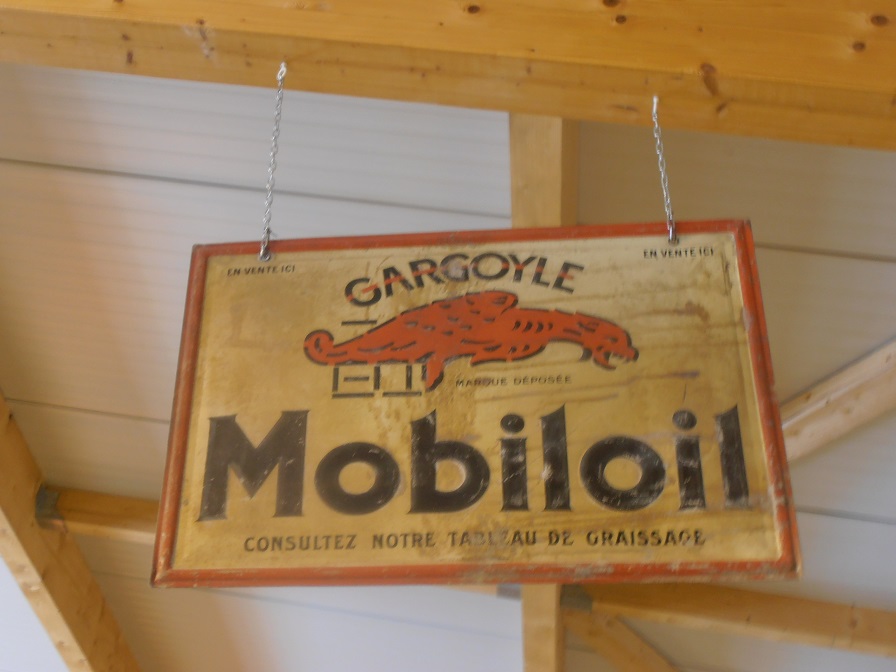 EN VENTE ICI
EN VENTE ICI
GARGOYLE
MARQUE DÉPOSÉE
Mobiloil
CONSULTEZ NOTRE TABLEAU DE GRAISSAGE